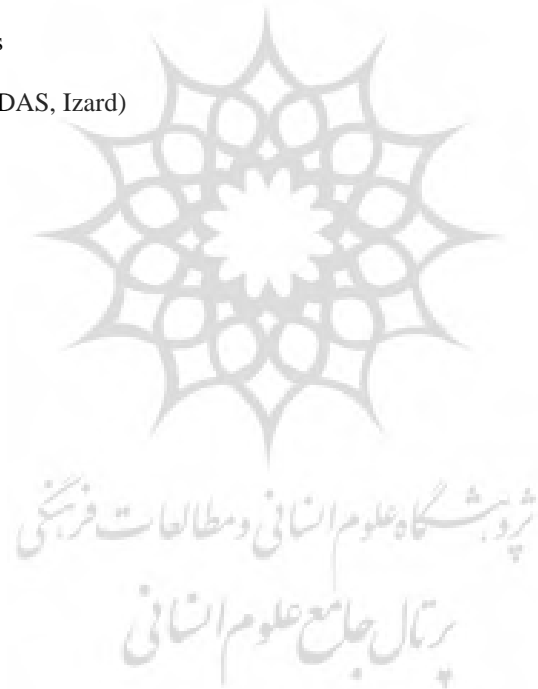 s
DAS, Izard)
پژوهشگاه علوم انسانی و مطالعات فرهنگی
پرتال جامع علوم انسانی